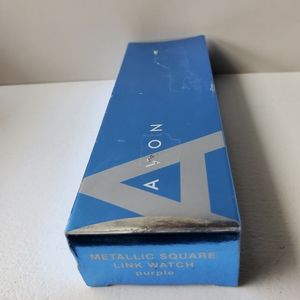 AVON
A
METALLIC SQUARE
LINK WATCH
purple